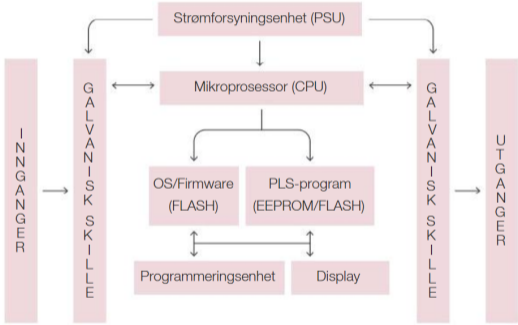 Strømforsyningsenhet (PSU)
INNGANGER
GALVANISK SKILLE
Mikroprosessor (CPU)
GALVANISK SKILLE
UTGANGER
OS/Firmware
(FLASH)
PLS-program
(EEPROM/FLASH)
Programmeringsenhet
Display